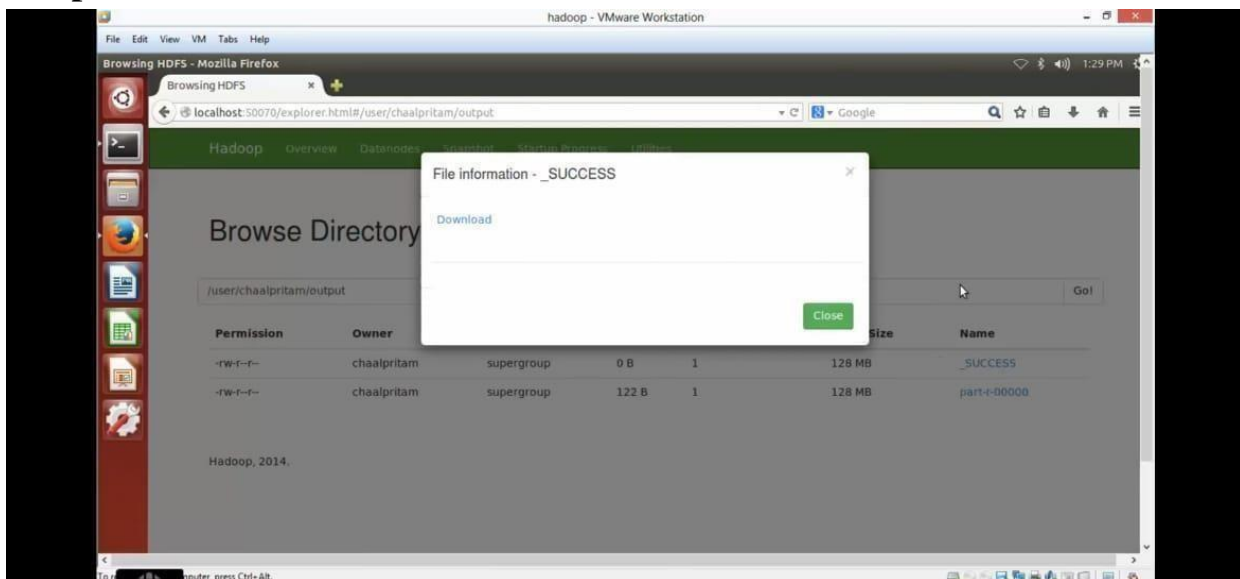 hadoop - VMware Workstation
File Edit View VM Tabs Help
Browsing HDFS - Mozilla Firefox 1:29 PM
Browsing HDFS
localhost:50070/explorer.html#/user/chaalpritam/output Google
Hadoop Overview Datanodes Snapshot Startup Progress Utilities
File information - _SUCCESS
Download
Browse Directory
/user/chaalpritam/output Go!
Close
Permission Owner Size Name
-rw-r--r-- chaalpritam supergroup 0 B 1 128 MB _SUCCESS
-rw-r--r-- chaalpritam supergroup 122 B 1 128 MB part-r-00000
Hadoop, 2014.
press Ctrl+Alt.